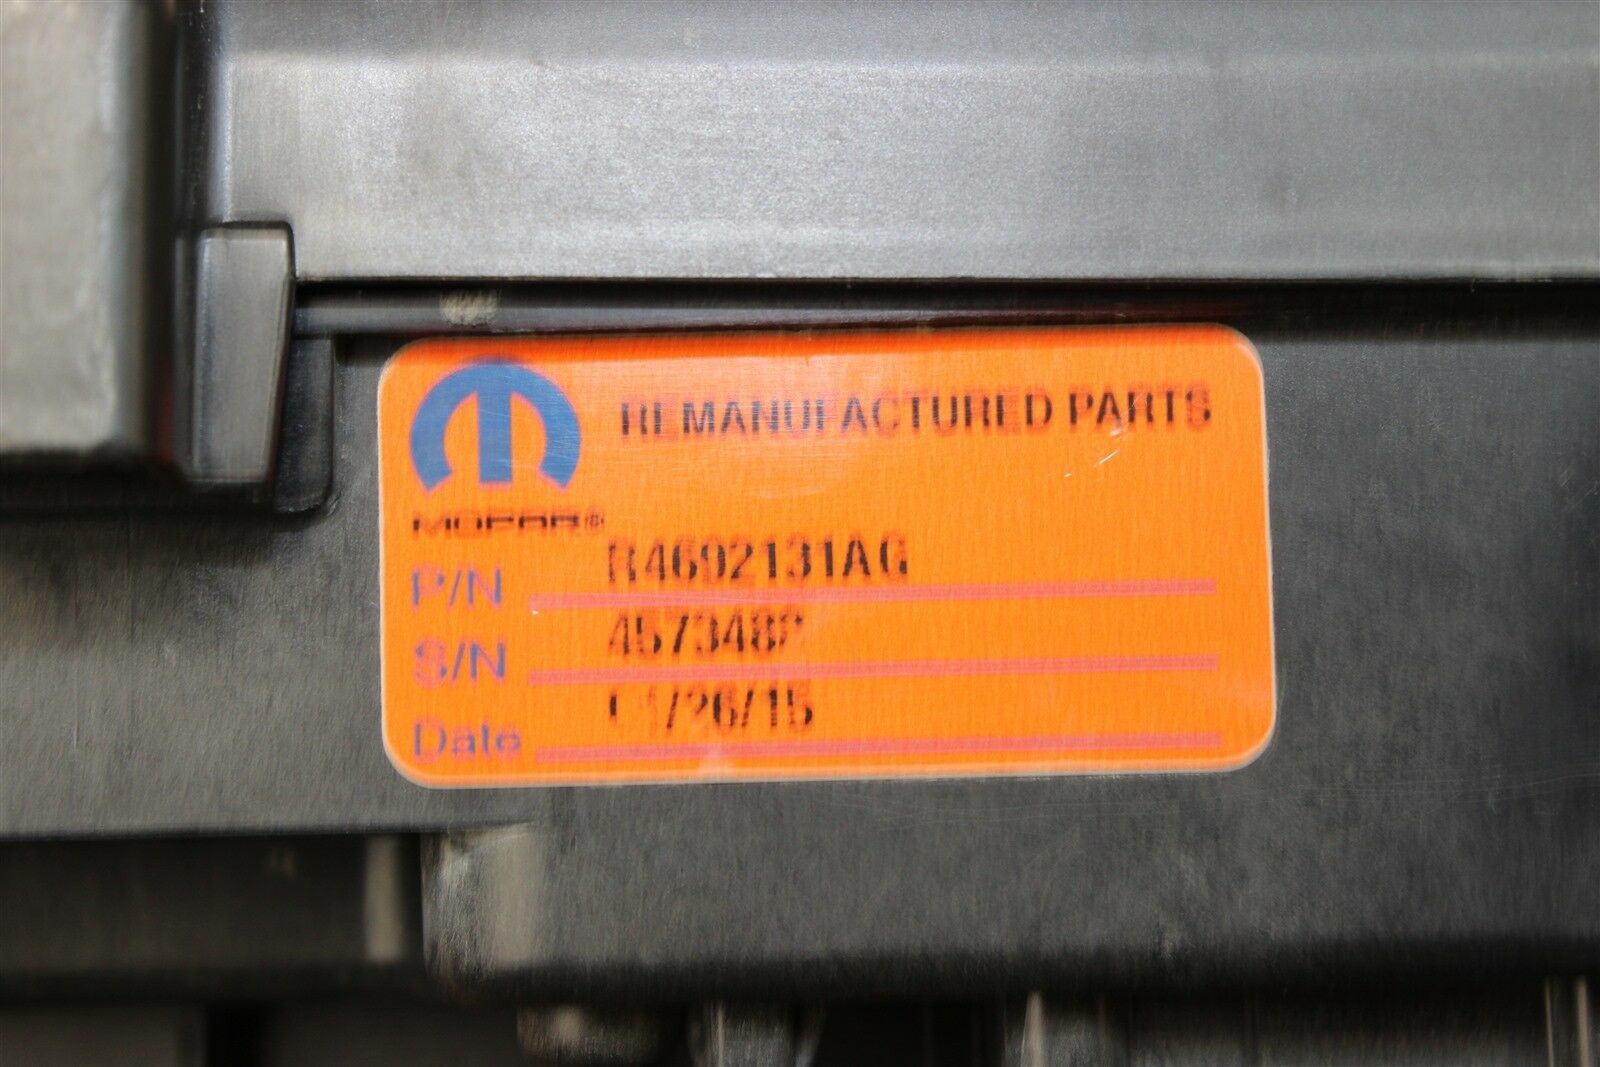 REMANUFACTURED PARTS
MOPAR®
P/N R4692131AG
S/N
Date